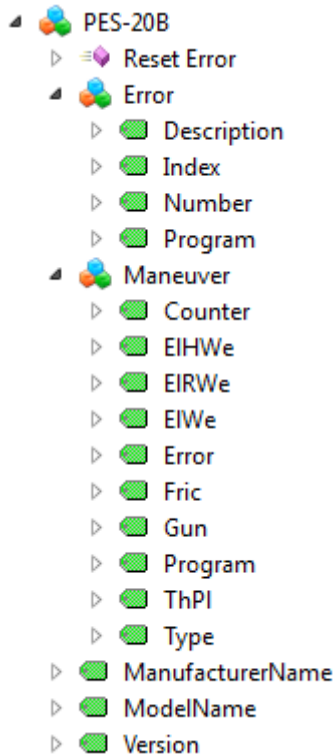 PES-20B
Reset Error
Error
Description
Index
Number
Program
Maneuver
Counter
ElHWe
ElRWe
ElWe
Error
Fric
Gun
Program
ThPl
Type
ManufacturerName
ModelName
Version